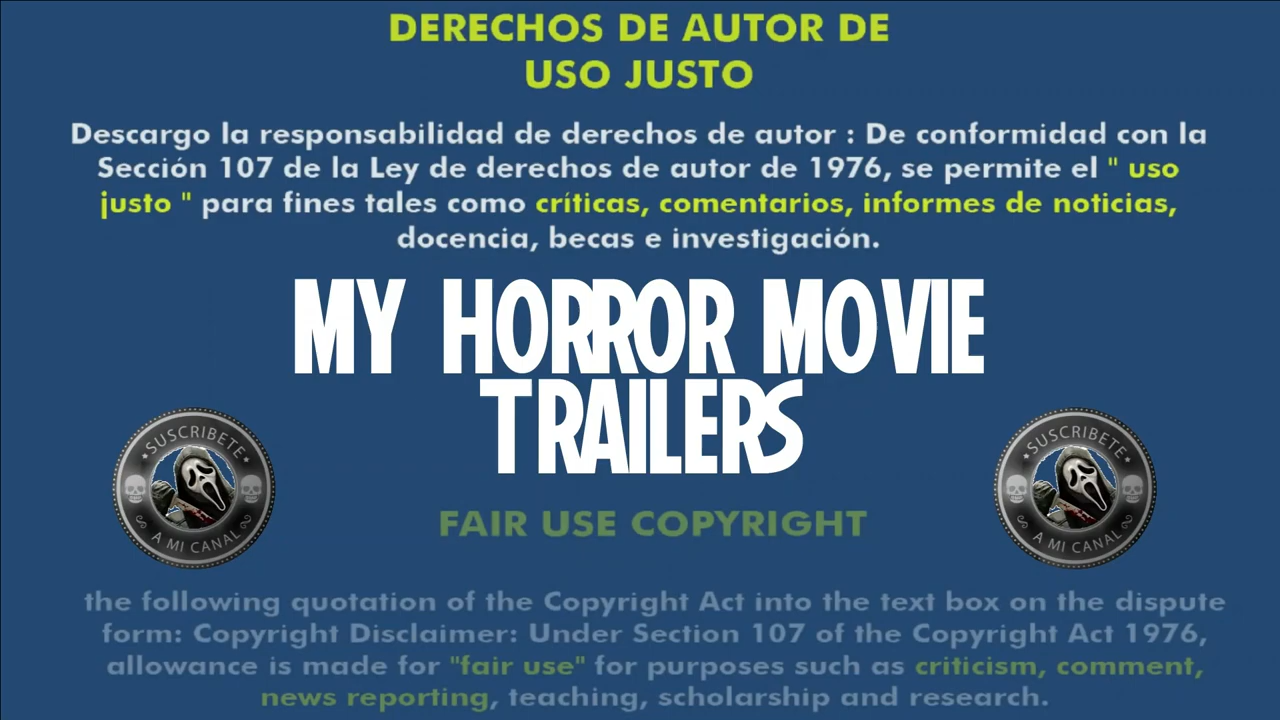 DERECHOS DE AUTOR DE
USO JUSTO
Descargo la responsabilidad de derechos de autor : De conformidad con la
Sección 107 de la Ley de derechos de autor de 1976, se permite el " uso
justo " para fines tales como críticas, comentarios, informes de noticias,
docencia, becas e investigación.
MY HORROR MOVIE
TRAILERS
SUSCRIBETE
A MI CANAL
SUSCRIBETE
A MI CANAL
FAIR USE COPYRIGHT
the following quotation of the Copyright Act into the text box on the dispute
form: Copyright Disclaimer: Under Section 107 of the Copyright Act 1976,
allowance is made for "fair use" for purposes such as criticism, comment,
news reporting, teaching, scholarship and research.